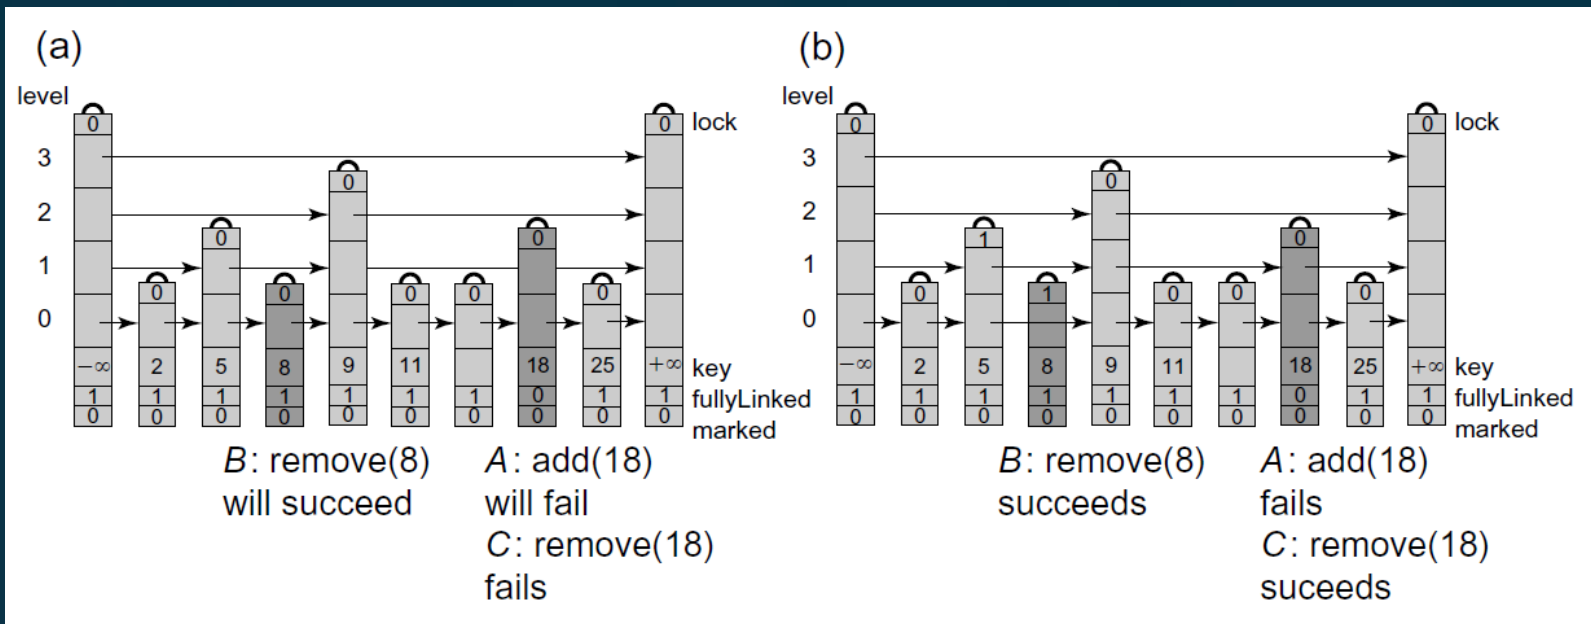 (a)
level
0 0 lock
3
0
2
0 0
1
0 0 0 0 0
0
−∞ 2 5 8 9 11 18 25 +∞ key
1 1 1 1 1 1 1 0 1 1 fullyLinked
0 0 0 0 0 0 0 0 0 0 marked
B: remove(8)
will succeed
A: add(18)
will fail
C: remove(18)
fails
(b)
level
0 0 lock
3
0
2
1 0
1
0 1 0 0 0
0
−∞ 2 5 8 9 11 18 25 +∞ key
1 1 1 1 1 1 1 0 1 1 fullyLinked
0 0 0 0 0 0 0 0 0 0 marked
B: remove(8)
succeeds
A: add(18)
fails
C: remove(18)
suceeds